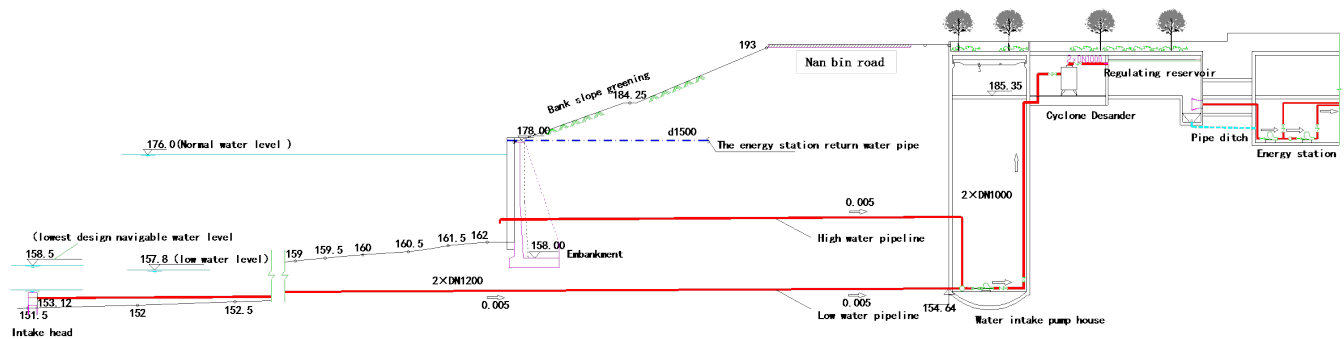 193
Nan bin road
Regulating reservoir
Bank slope greening
184.25
185.35
Cyclone Desander
178.00
d1500
176.0(Normal water level )
The energy station return water pipe
Pipe ditch
Energy station
2×DN1000
0.005
(lowest design navigable water level
158.5
157.8 (low water level)
159
159.5
160
160.5
161.5
162
158.00
Embankment
High water pipeline
2×DN1200
153.12
151.5
152
152.5
0.005
0.005
154.64
Low water pipeline
Water intake pump house
Intake head